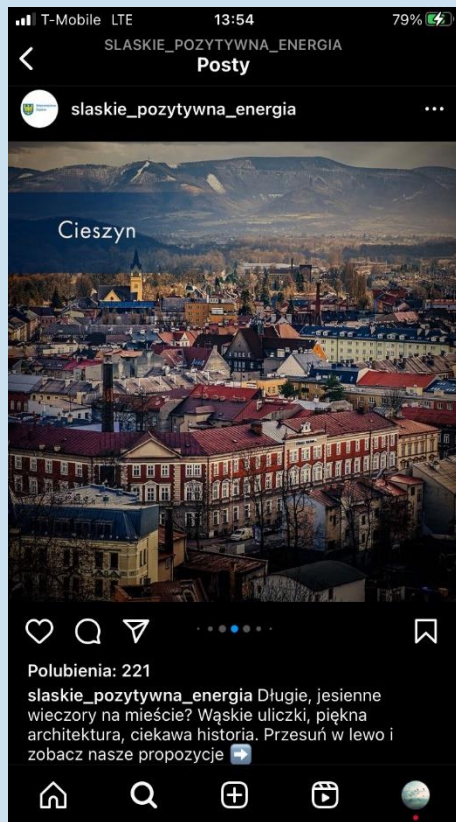 T-Mobile LTE 13:54 79%
SLASKIE_POZYTYWNA_ENERGIA
Posty
slaskie_pozytywna_energia
Cieszyn
Polubienia: 221
slaskie_pozytywna_energia Długie, jesienne
wieczory na mieście? Wąskie uliczki, piękna
architektura, ciekawa historia. Przesuń w lewo i
zobacz nasze propozycje ➡️